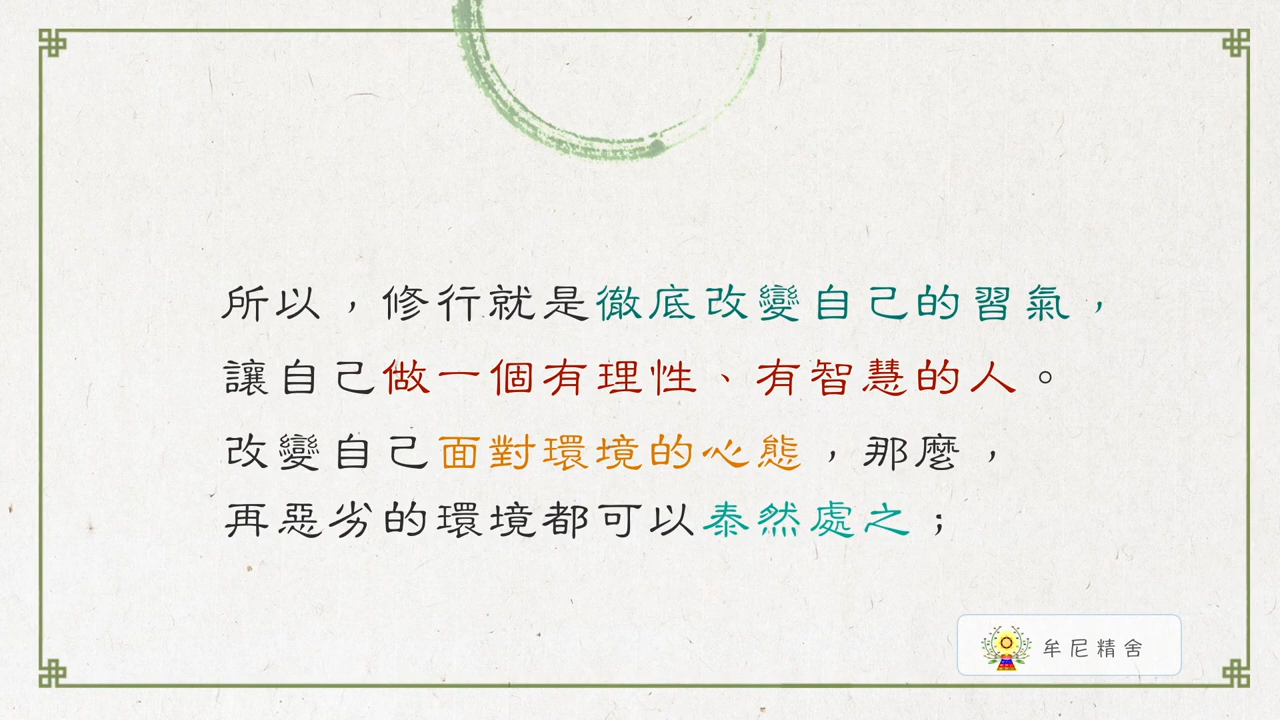 所以，修行就是徹底改變自己的習氣，
讓自己做一個有理性、有智慧的人。
改變自己面對環境的心態，那麼，
再惡劣的環境都可以泰然處之；
牟尼精舍